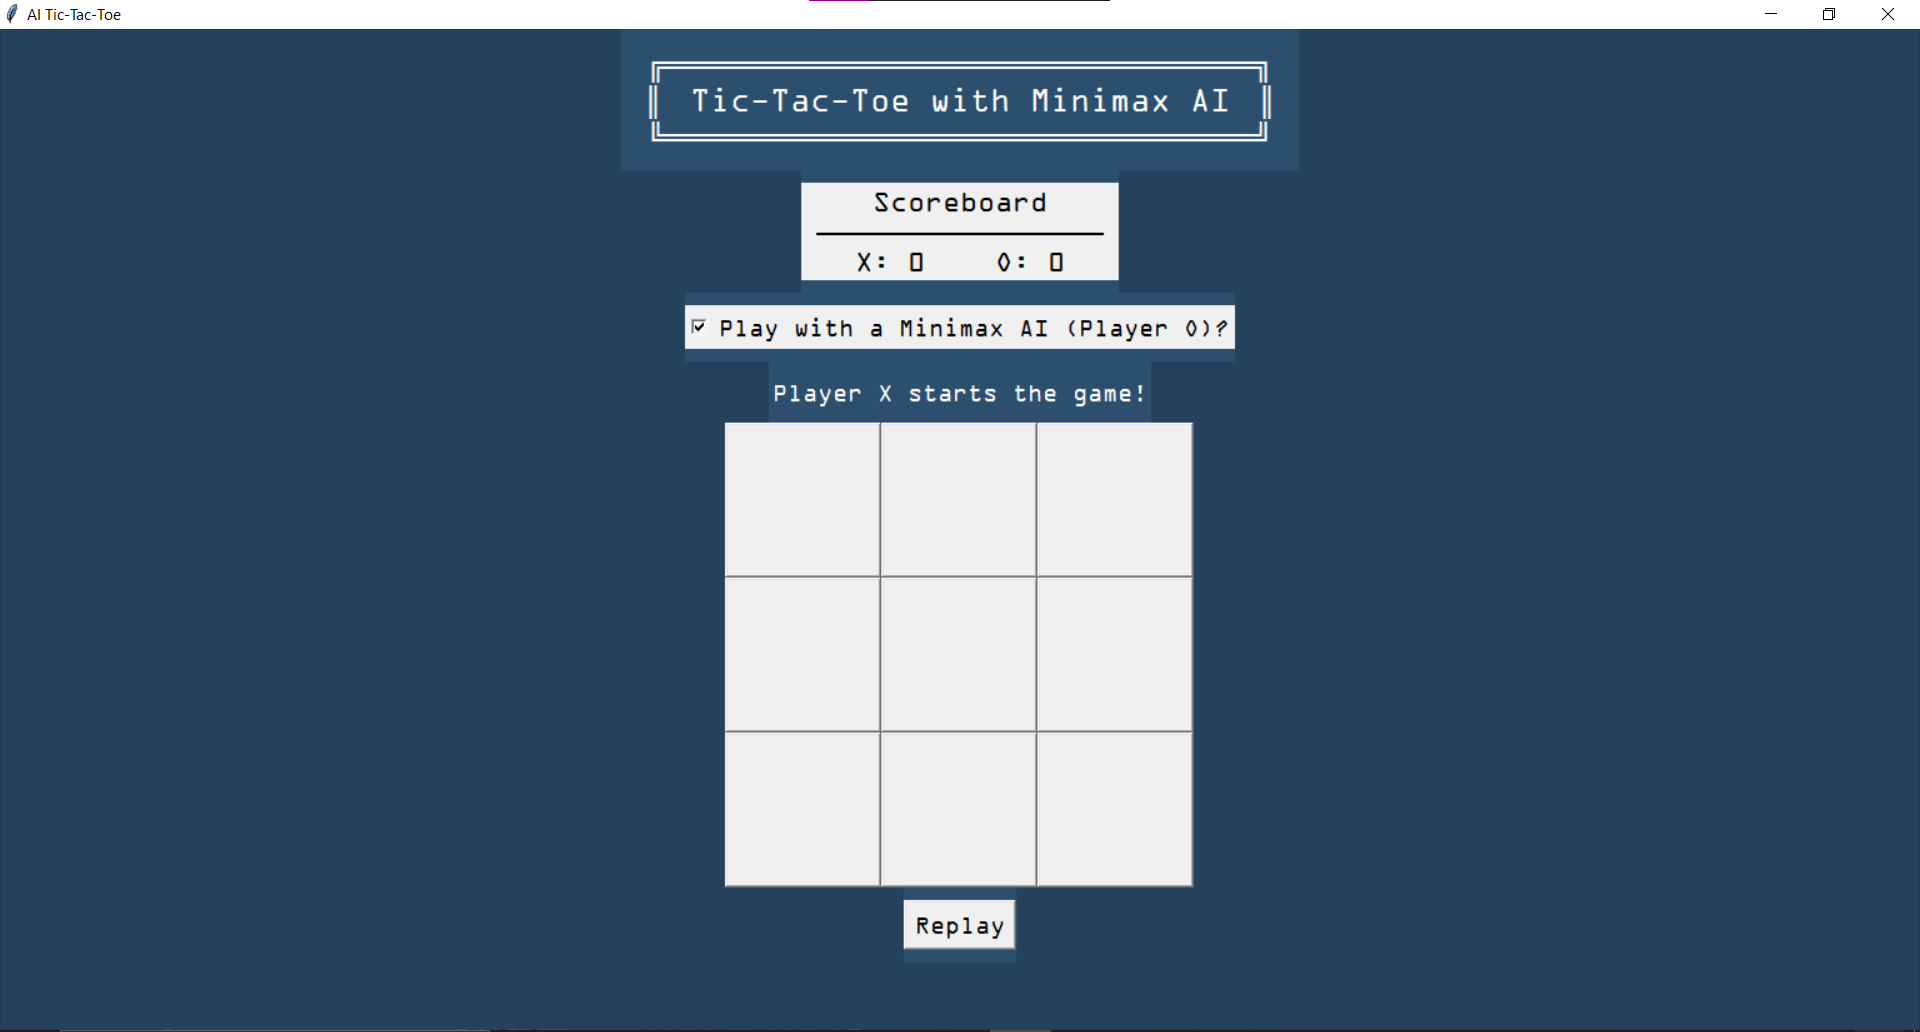 AI Tic-Tac-Toe
Tic-Tac-Toe with Minimax AI
Scoreboard
X: 0 O: 0
Play with a Minimax AI (Player O)?
Player X starts the game!
Replay